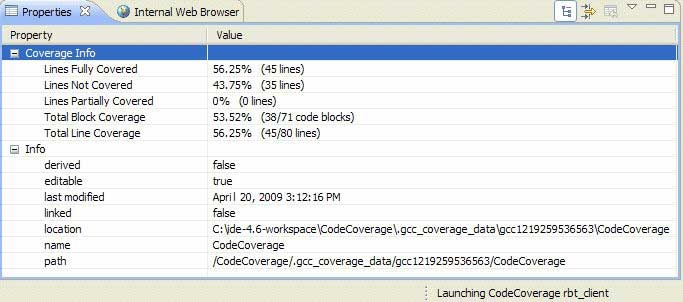 Properties Internal Web Browser
Property Value
Coverage Info
Lines Fully Covered 56.25% (45 lines)
Lines Not Covered 43.75% (35 lines)
Lines Partially Covered 0% (0 lines)
Total Block Coverage 53.52% (38/71 code blocks)
Total Line Coverage 56.25% (45/80 lines)
Info
derived false
editable true
last modified April 20, 2009 3:12:16 PM
linked false
location C:\ide-4.6-workspace\CodeCoverage\.gcc_coverage_data\gcc1219259536563\CodeCoverage
name CodeCoverage
path /CodeCoverage/.gcc_coverage_data/gcc1219259536563/CodeCoverage
Launching CodeCoverage rbt_client